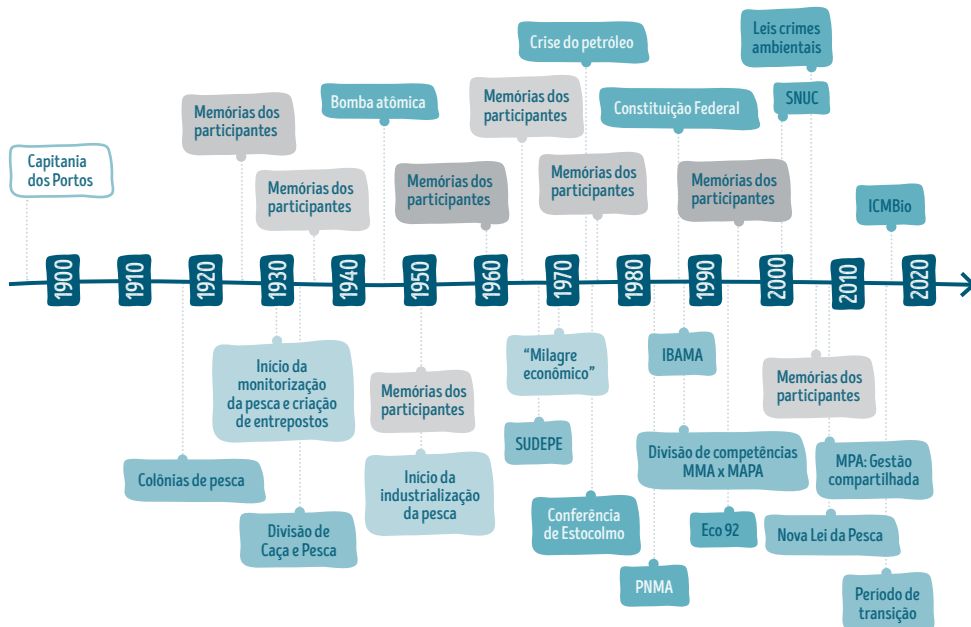 Leis crimes
ambientais
Crise do petróleo
SNUC
Memórias dos
participantes
Bomba atômica
Memórias dos
participantes
Constituição Federal
Capitania
dos Portos
Memórias dos
participantes
Memórias dos
participantes
Memórias dos
participantes
Memórias dos
participantes
ICMBio
1900
1910
1920
1930
1940
1950
1960
1970
1980
1990
2000
2010
2020
Início da
monitorização
da pesca e criação
de entrepostos
Memórias dos
participantes
"Milagre
econômico"
IBAMA
Memórias dos
participantes
SUDEPE
Colônias de pesca
Início da
industrialização
da pesca
Divisão de competências
MMA x MAPA
MPA: Gestão
compartilhada
Divisão de
Caça e Pesca
Conferência
de Estocolmo
Eco 92
Nova Lei da Pesca
PNMA
Período de
transição